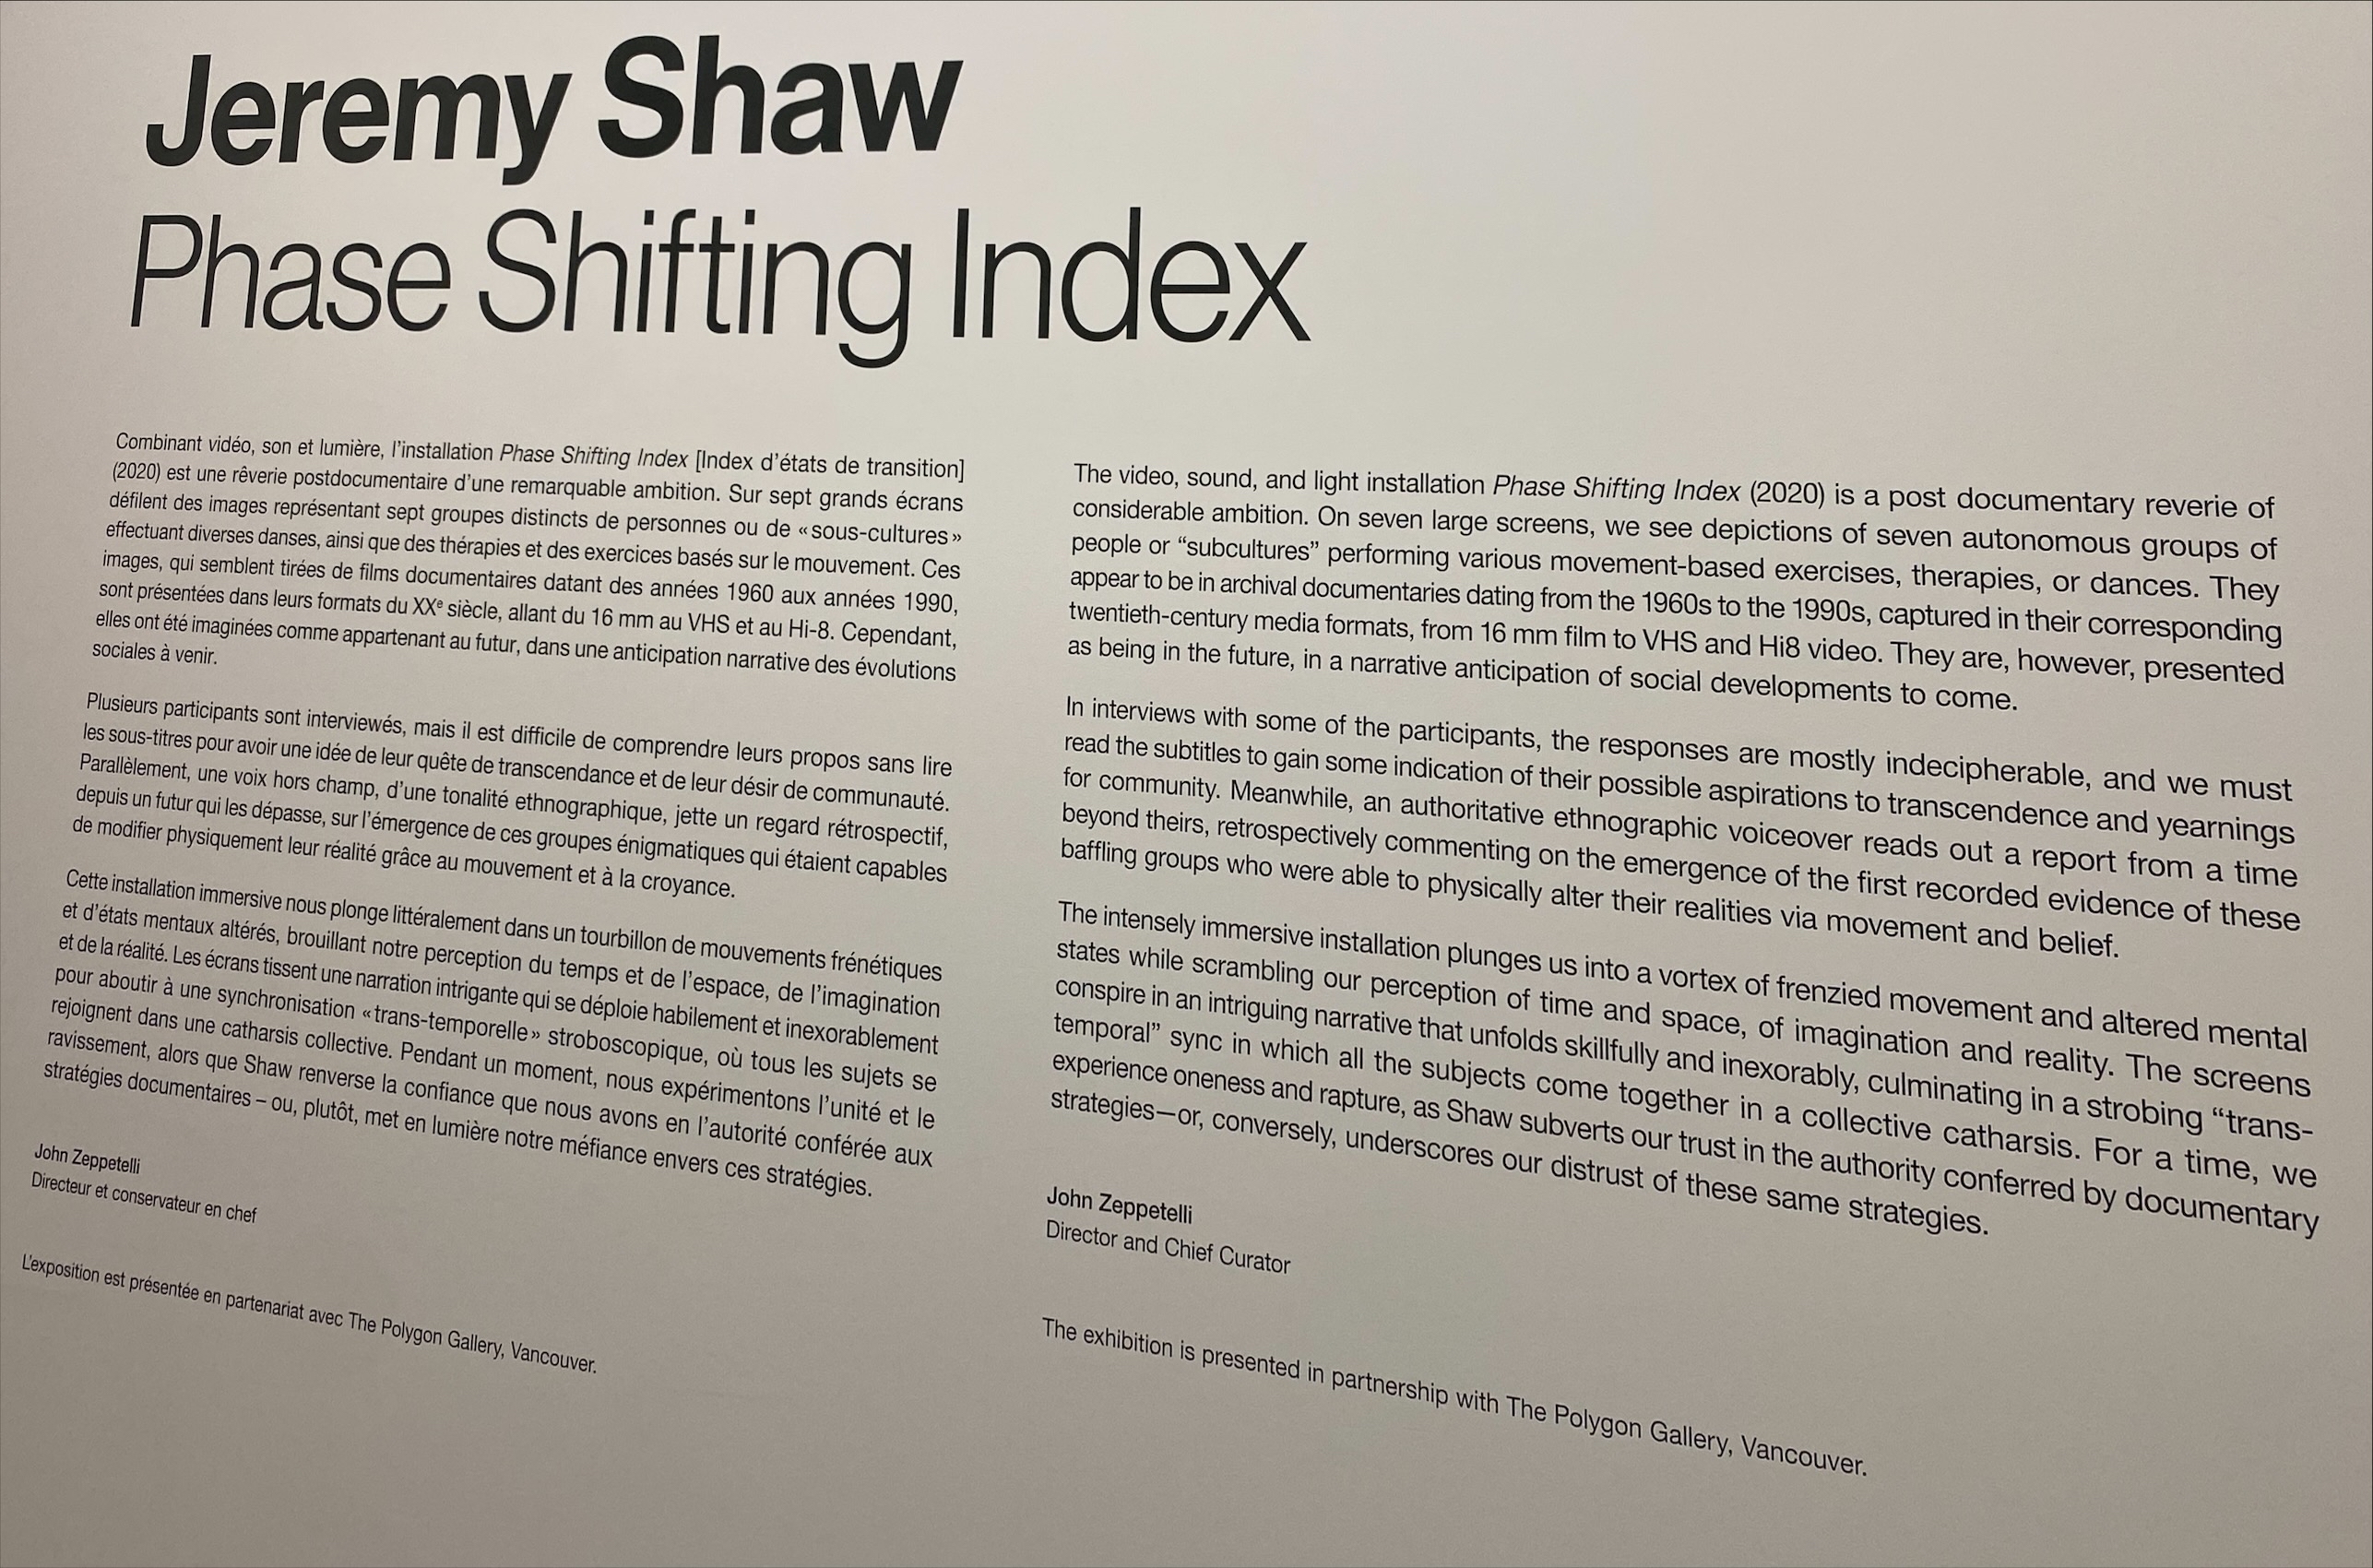 Jeremy Shaw
Phase Shifting Index
Combinant vidéo, son et lumière, l'installation Phase Shifting Index [Index d'états de transition]
(2020) est une rêverie postdocumentaire d'une remarquable ambition. Sur sept grands écrans
défilent des images représentant sept groupes distincts de personnes ou de « sous-cultures »
effectuant diverses danses, ainsi que des thérapies et des exercices basés sur le mouvement. Ces
images, qui semblent tirées de films documentaires datant des années 1960 aux années 1990,
sont présentées dans leurs formats du XXe siècle, allant du 16 mm au VHS et au Hi-8. Cependant,
elles ont été imaginées comme appartenant au futur, dans une anticipation narrative des évolutions
sociales à venir.
Plusieurs participants sont interviewés, mais il est difficile de comprendre leurs propos sans lire
les sous-titres pour avoir une idée de leur quête de transcendance et de leur désir de communauté.
Parallèlement, une voix hors champ, d'une tonalité ethnographique, jette un regard rétrospectif,
depuis un futur qui les dépasse, sur l'émergence de ces groupes énigmatiques qui étaient capables
de modifier physiquement leur réalité grâce au mouvement et à la croyance.
Cette installation immersive nous plonge littéralement dans un tourbillon de mouvements frénétiques
et d'états mentaux altérés, brouillant notre perception du temps et de l'espace, de l'imagination
et de la réalité. Les écrans tissent une narration intrigante qui se déploie habilement et inexorablement
pour aboutir à une synchronisation « trans-temporelle » stroboscopique, où tous les sujets se
rejoignent dans une catharsis collective. Pendant un moment, nous expérimentons l'unité et le
ravissement, alors que Shaw renverse la confiance que nous avons en l'autorité conférée aux
stratégies documentaires – ou, plutôt, met en lumière notre méfiance envers ces stratégies.
John Zeppetelli
Directeur et conservateur en chef
L'exposition est présentée en partenariat avec The Polygon Gallery, Vancouver.
The video, sound, and light installation Phase Shifting Index (2020) is a post documentary reverie of
considerable ambition. On seven large screens, we see depictions of seven autonomous groups of
people or “subcultures” performing various movement-based exercises, therapies, or dances. They
appear to be in archival documentaries dating from the 1960s to the 1990s, captured in their corresponding
twentieth-century media formats, from 16 mm film to VHS and Hi8 video. They are, however, presented
as being in the future, in a narrative anticipation of social developments to come.
In interviews with some of the participants, the responses are mostly indecipherable, and we must
read the subtitles to gain some indication of their possible aspirations to transcendence and yearnings
for community. Meanwhile, an authoritative ethnographic voiceover reads out a report from a time
beyond theirs, retrospectively commenting on the emergence of the first recorded evidence of these
baffling groups who were able to physically alter their realities via movement and belief.
The intensely immersive installation plunges us into a vortex of frenzied movement and altered mental
states while scrambling our perception of time and space, of imagination and reality. The screens
conspire in an intriguing narrative that unfolds skillfully and inexorably, culminating in a strobing “trans-
temporal” sync in which all the subjects come together in a collective catharsis. For a time, we
experience oneness and rapture, as Shaw subverts our trust in the authority conferred by documentary
strategies—or, conversely, underscores our distrust of these same strategies.
John Zeppetelli
Director and Chief Curator
The exhibition is presented in partnership with The Polygon Gallery, Vancouver.